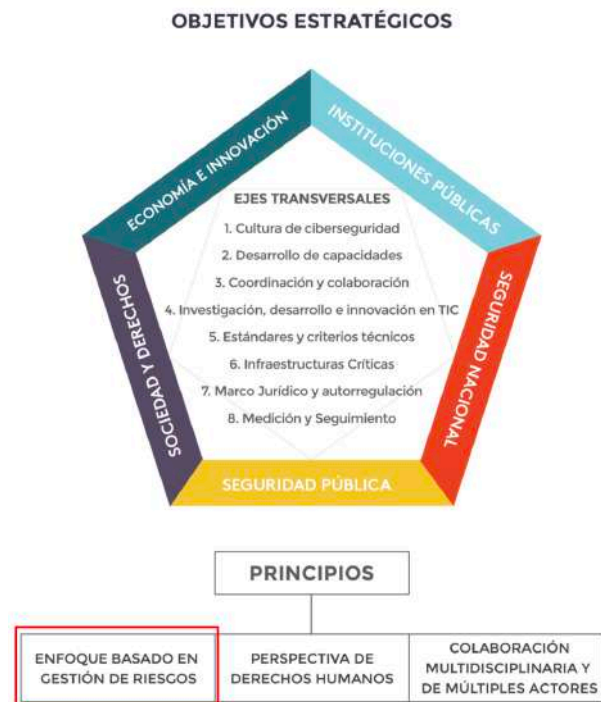 OBJETIVOS ESTRATÉGICOS
ECONOMÍA E INNOVACIÓN
INSTITUCIONES PÚBLICAS
EJES TRANSVERSALES
1. Cultura de ciberseguridad
2. Desarrollo de capacidades
3. Coordinación y colaboración
4. Investigación, desarrollo e innovación en TIC
5. Estándares y criterios técnicos
6. Infraestructuras Críticas
7. Marco Jurídico y autorregulación
8. Medición y Seguimiento
SOCIEDAD Y DERECHOS
SEGURIDAD NACIONAL
SEGURIDAD PÚBLICA
PRINCIPIOS
ENFOQUE BASADO EN
GESTIÓN DE RIESGOS
PERSPECTIVA DE
DERECHOS HUMANOS
COLABORACIÓN
MULTIDISCIPLINARIA Y
DE MÚLTIPLES ACTORES